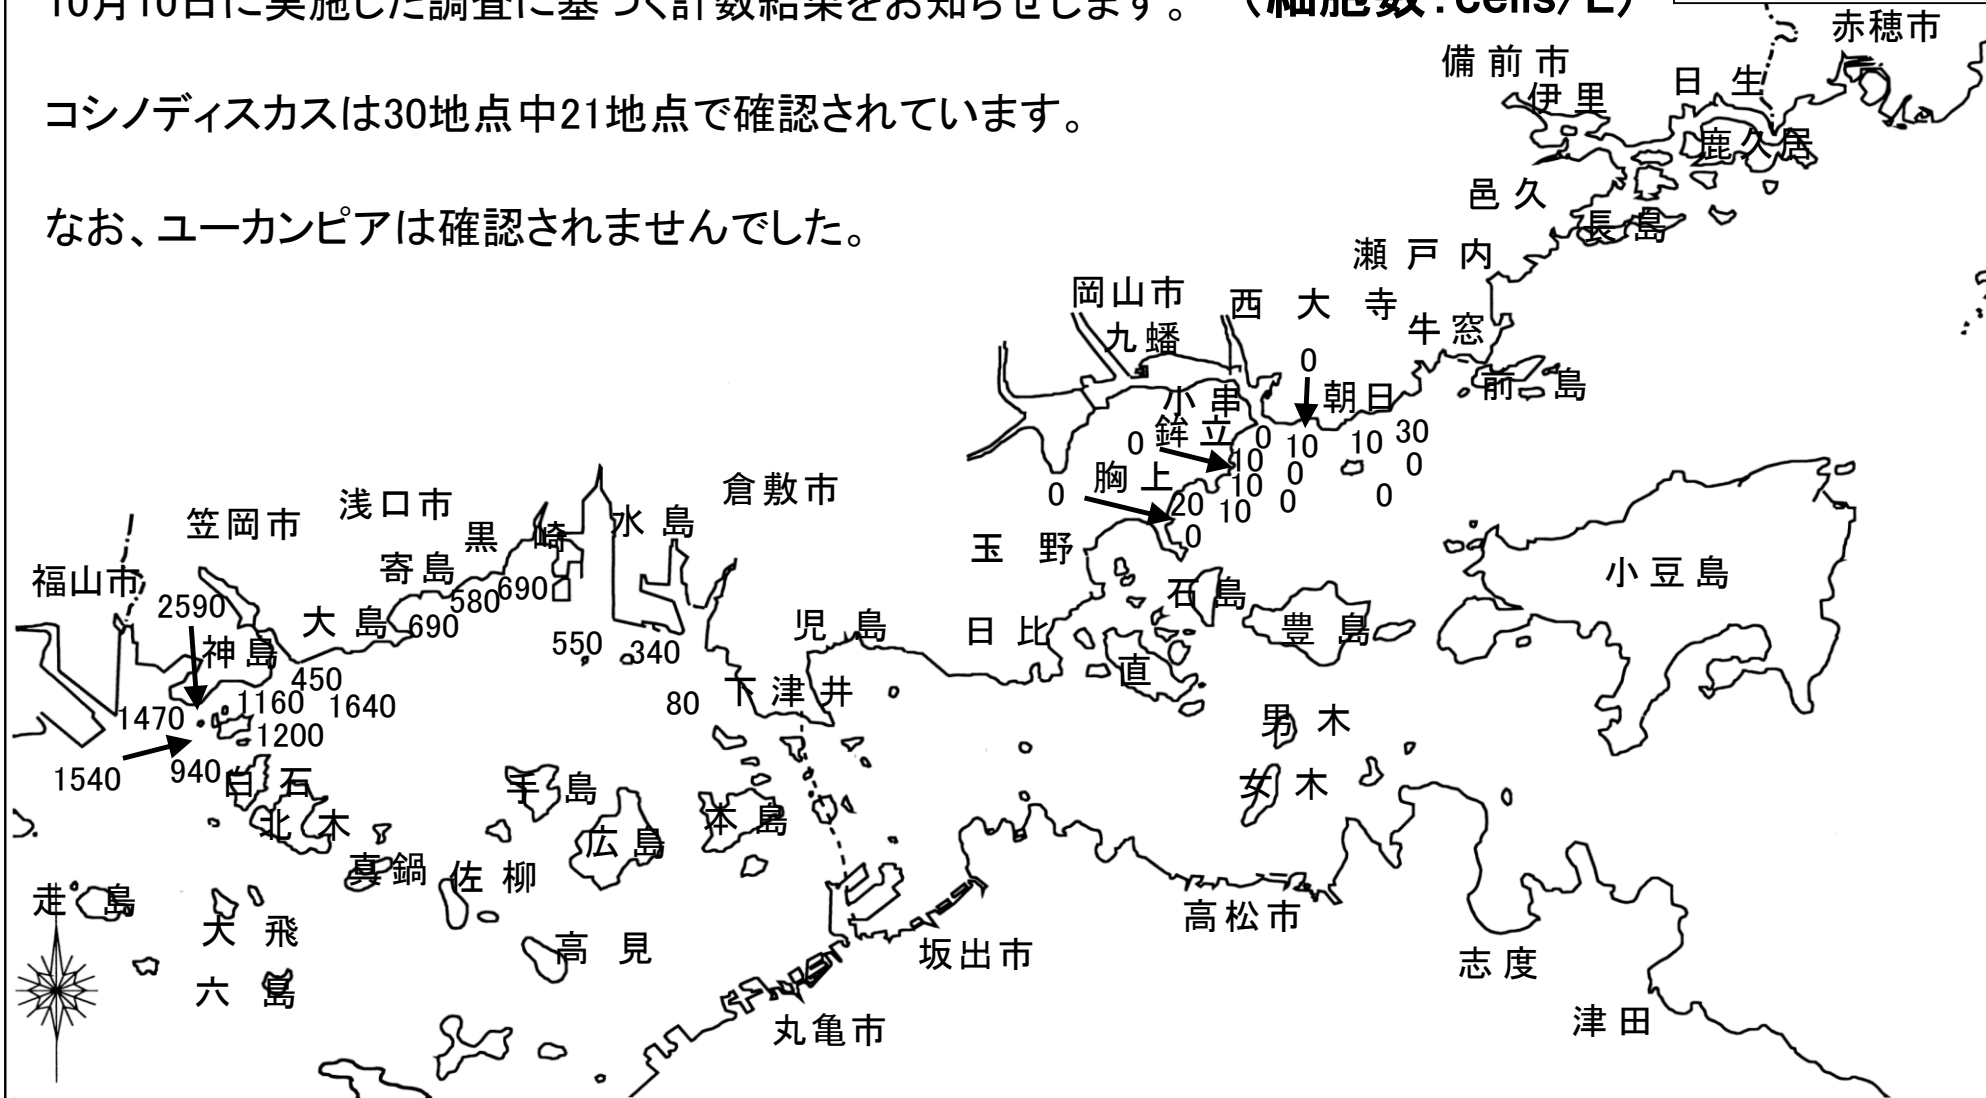 10月10日に実施した調査に基づく計数結果をお知らせします。 (細胞数:cells/L)
コシノディスカスは30地点中21地点で確認されています。
なお、ユーカンピアは確認されませんでした。
赤穂市
備前市
日生
伊里
鹿久居
邑久
長島
瀬戸内
岡山市
西大寺
九蟠
牛窓
0
前島
小串
朝日
0
鉾立
0
10
10
30
10
0
0
胸上
10
0
20
10
0
0
0
倉敷市
浅口市
笠岡市
水島
黒崎
玉野
寄島
福山市
小豆島
690
石島
580
2590
大島
690
児島
日比
豊島
神島
550
340
直
450
下津井
1160
1640
80
1470
男木
1200
1540
940
白石
手島
女木
北木
本島
広島
真鍋
佐柳
走島
高松市
大飛
高見
坂出市
志度
六島
丸亀市
津田